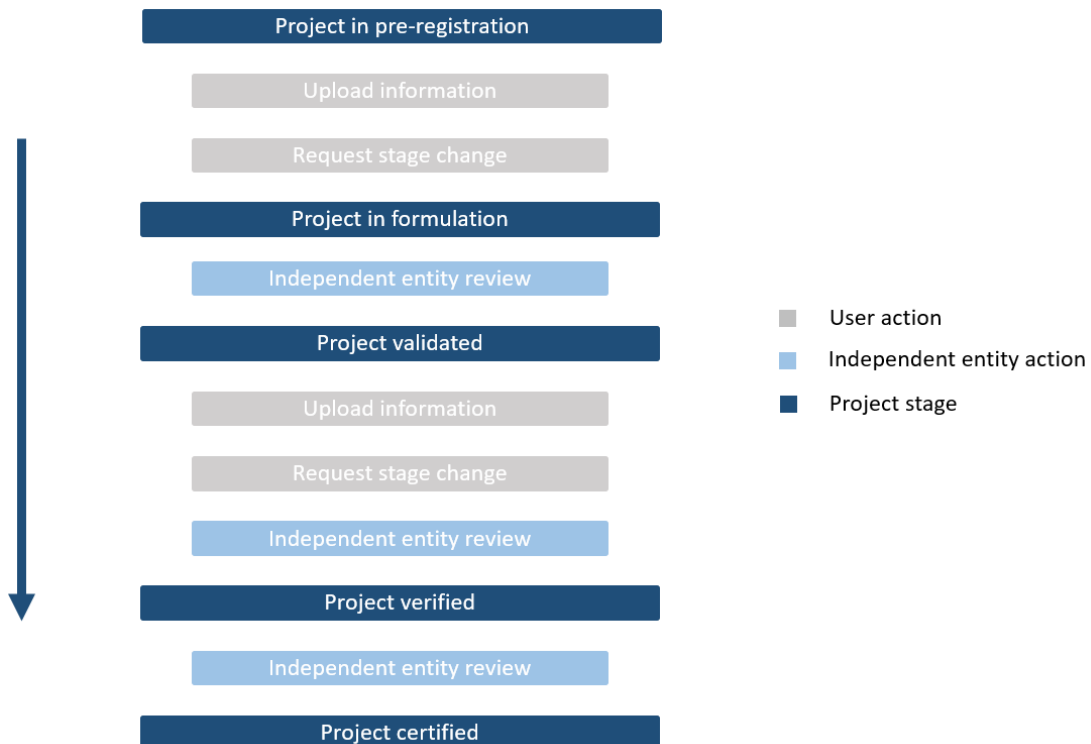 Project in pre-registration
Upload information
Request stage change
Project in formulation
Independent entity review
Project validated
Upload information
Request stage change
Independent entity review
Project verified
Independent entity review
Project certified
User action
Independent entity action
Project stage